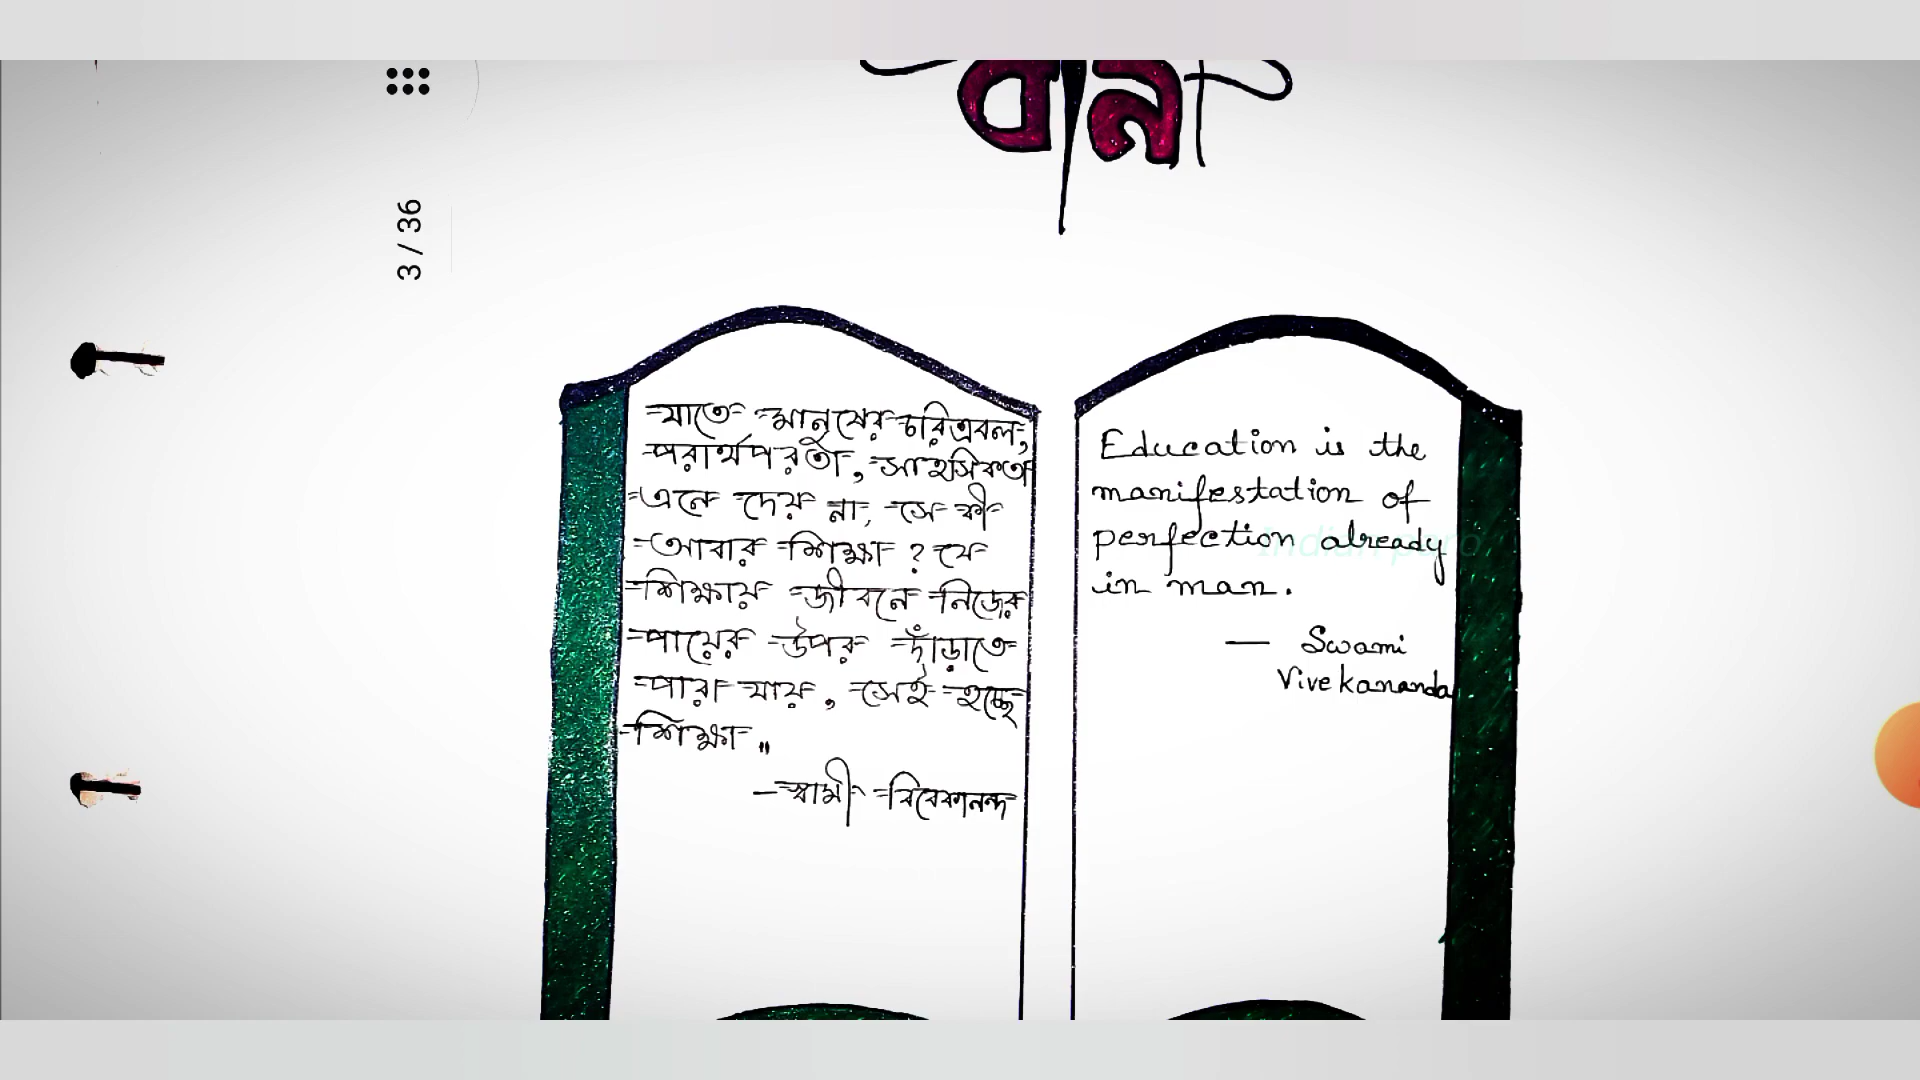 বানী
3 / 36
যাতে মানুষের চরিত্রবল,
পরার্থপরতা, সাহসিকতা
এনে দেয় না, সে কী
আবার শিক্ষা ? যে
শিক্ষায় জীবনে নিজের
পায়ের উপর দাঁড়াতে
পারা যায়, সেই হচ্ছে
শিক্ষা ."
— স্বামী বিবেকানন্দ
Education is the
manifestation of
perfection already
in man.
— Swami
Vivekananda